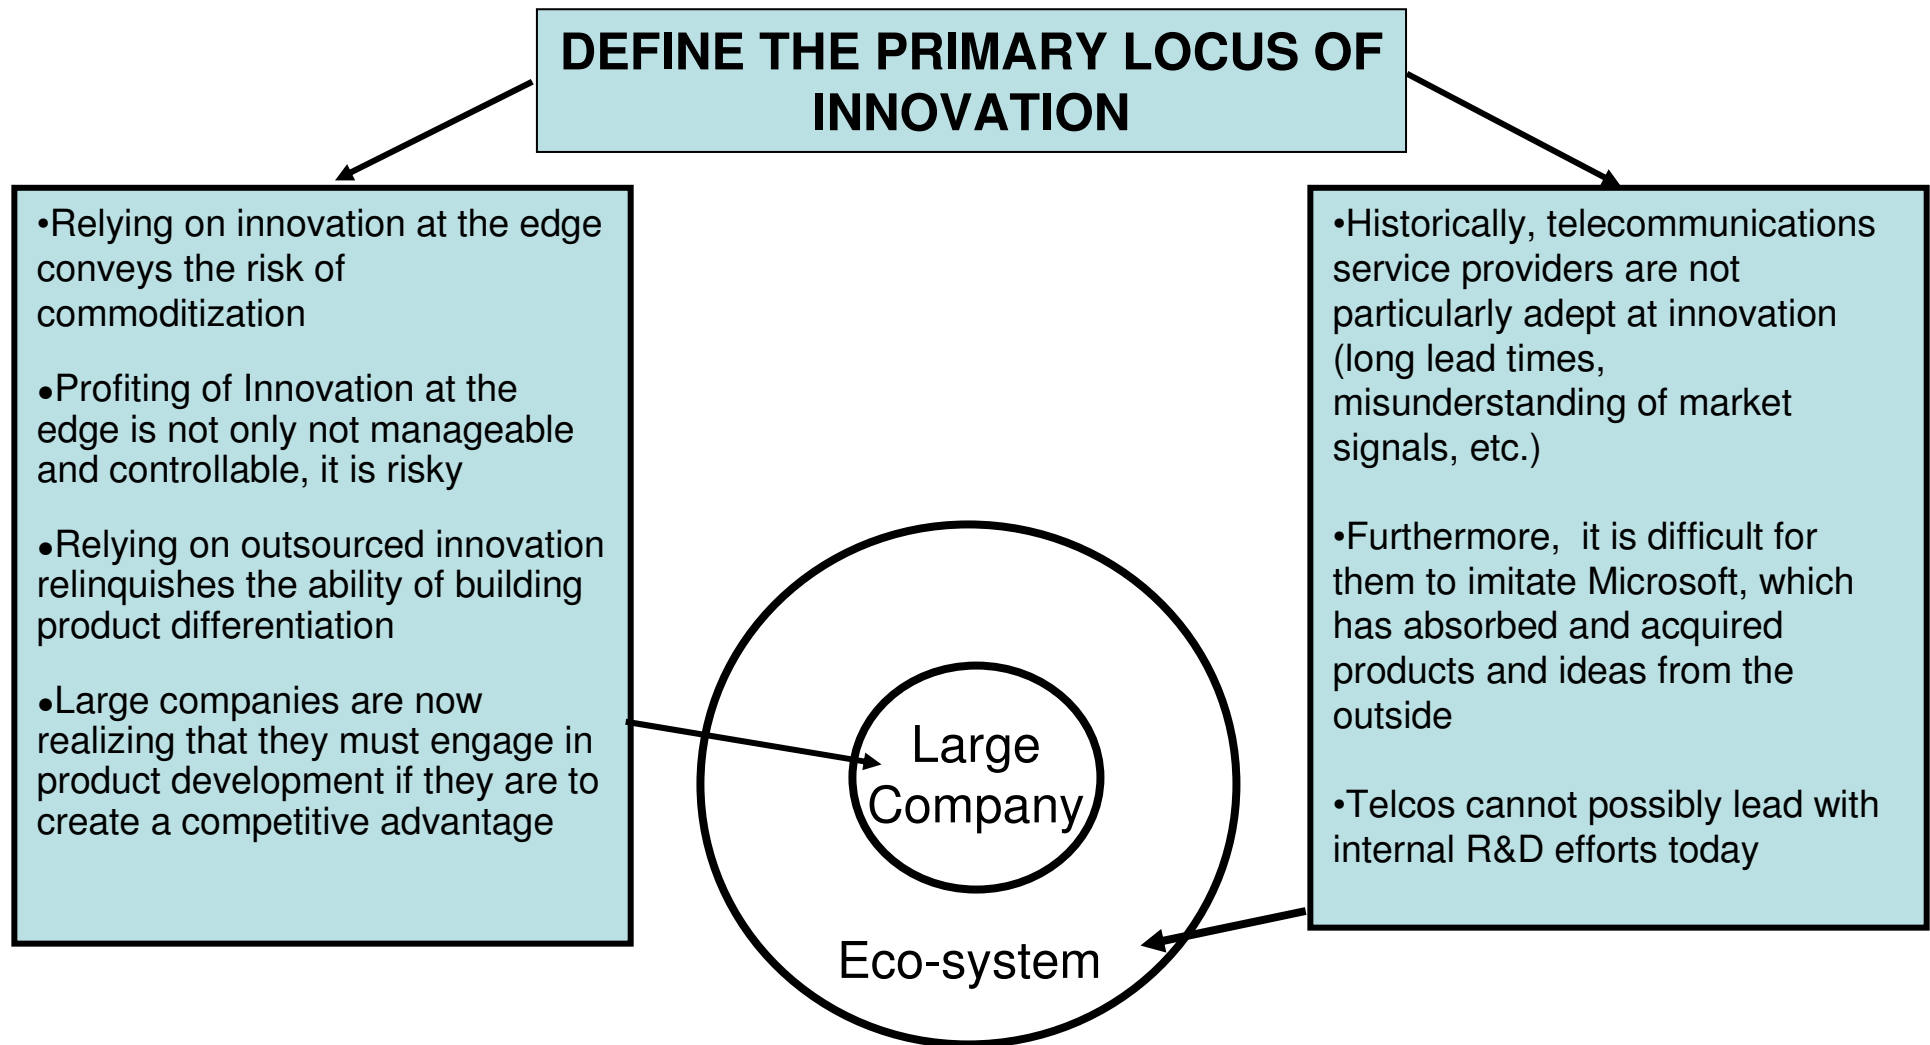 DEFINE THE PRIMARY LOCUS OF
INNOVATION
•Relying on innovation at the edge
conveys the risk of
commoditization
•Profiting of Innovation at the
edge is not only not manageable
and controllable, it is risky
•Relying on outsourced innovation
relinquishes the ability of building
product differentiation
•Large companies are now
realizing that they must engage in
product development if they are to
create a competitive advantage
•Historically, telecommunications
service providers are not
particularly adept at innovation
(long lead times,
misunderstanding of market
signals, etc.)
•Furthermore,  it is difficult for
them to imitate Microsoft, which
has absorbed and acquired
products and ideas from the
outside
•Telcos cannot possibly lead with
internal R&D efforts today
Large
Company
Eco-system